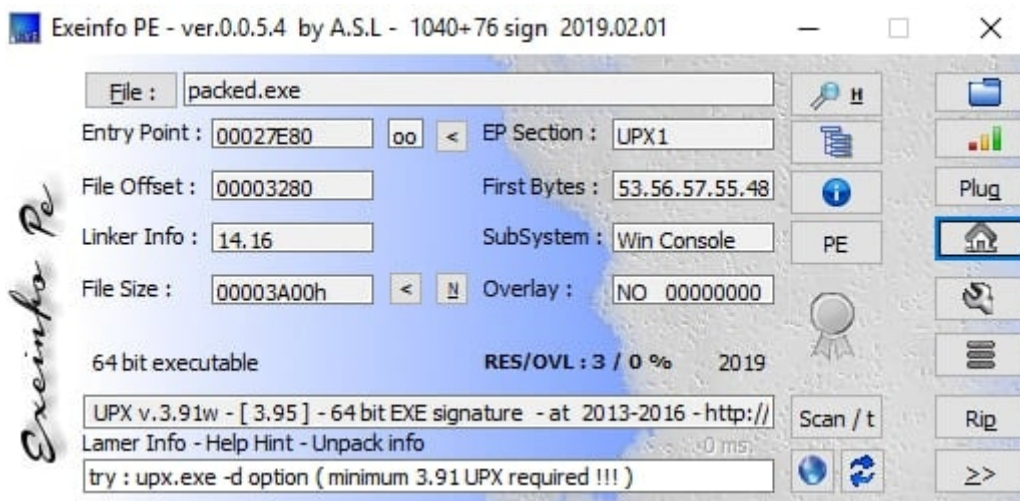 Exeinfo PE - ver.0.0.5.4 by A.S.L - 1040+76 sign 2019.02.01
File : packed.exe H
Entry Point : 00027E80 oo < EP Section : UPX1
File Offset : 00003280 First Bytes : 53.56.57.55.48 Plug
Linker Info : 14.16 SubSystem : Win Console PE
File Size : 00003A00h < N Overlay : NO 00000000
64 bit executable RES/OVL : 3 / 0 % 2019
UPX v.3.91w - [ 3.95 ] - 64 bit EXE signature - at 2013-2016 - http:// Scan / t Rip
Lamer Info - Help Hint - Unpack info 0 ms.
try : upx.exe -d option ( minimum 3.91 UPX required !!! ) >>
Exeinfo Pe